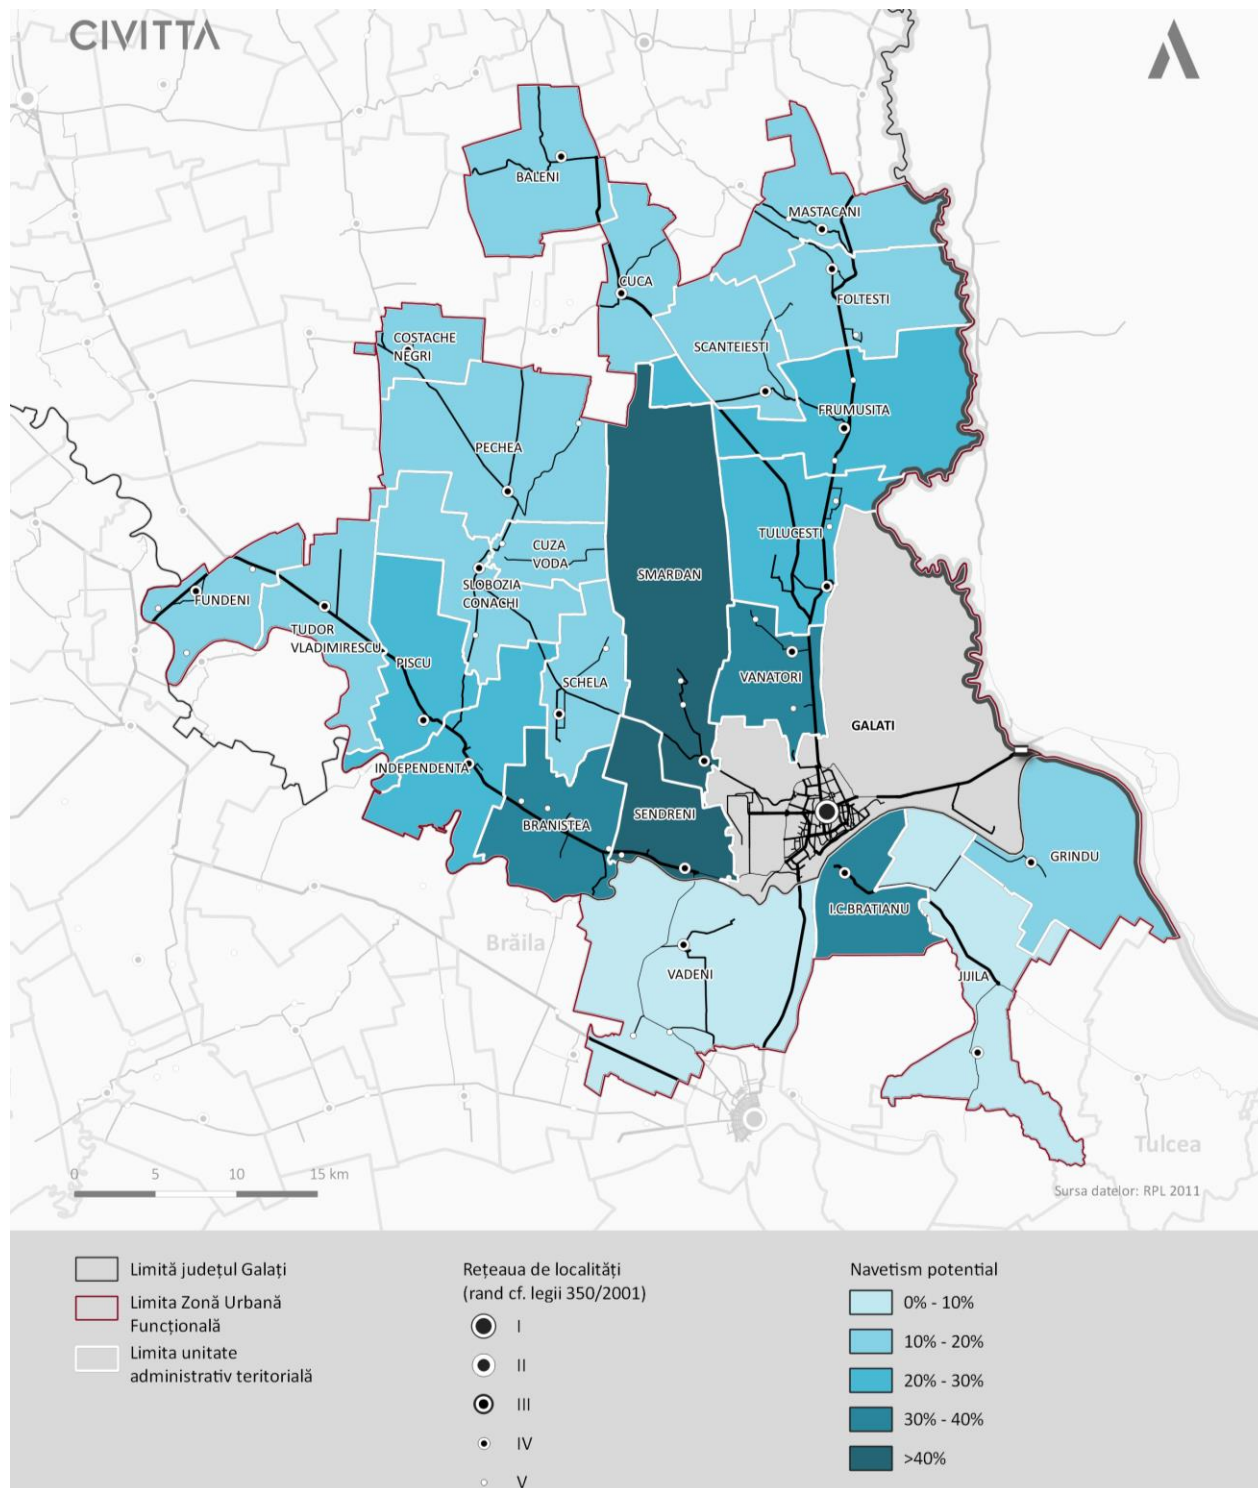 CIVITTA
BALENI
MASTACANI
CUCA
FOLTESTI
COSTACHE
NEGRI
SCANTEIESTI
FRUMUSITA
PECHEA
TULUCESTI
CUZA
VODA
SMARDAN
SLOBOZIA
CONACHI
FUNDENI
TUDOR
VLADIMIRESCU
PISCU
SCHELA
VANATORI
GALATI
INDEPENDENTA
BRANISTEA
SENDRENI
GRINDU
I.C.BRATIANU
Brăila
VADENI
JIJILA
Tulcea
0 5 10 15 km
Sursa datelor: RPL 2011
Limită județul Galați
Limita Zonă Urbană
Funcțională
Limita unitate
administrativ teritorială
Rețeaua de localități
(rand cf. legii 350/2001)
I
II
III
IV
V
Navetism potential
0% - 10%
10% - 20%
20% - 30%
30% - 40%
>40%